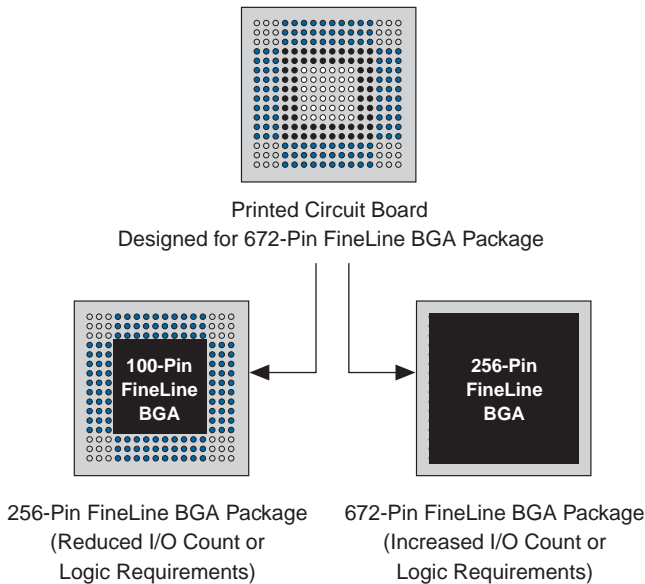 Printed Circuit Board
Designed for 672-Pin FineLine BGA Package
100-Pin
FineLine
BGA
256-Pin
FineLine
BGA
256-Pin FineLine BGA Package
(Reduced I/O Count or
Logic Requirements)
672-Pin FineLine BGA Package
(Increased I/O Count or
Logic Requirements)